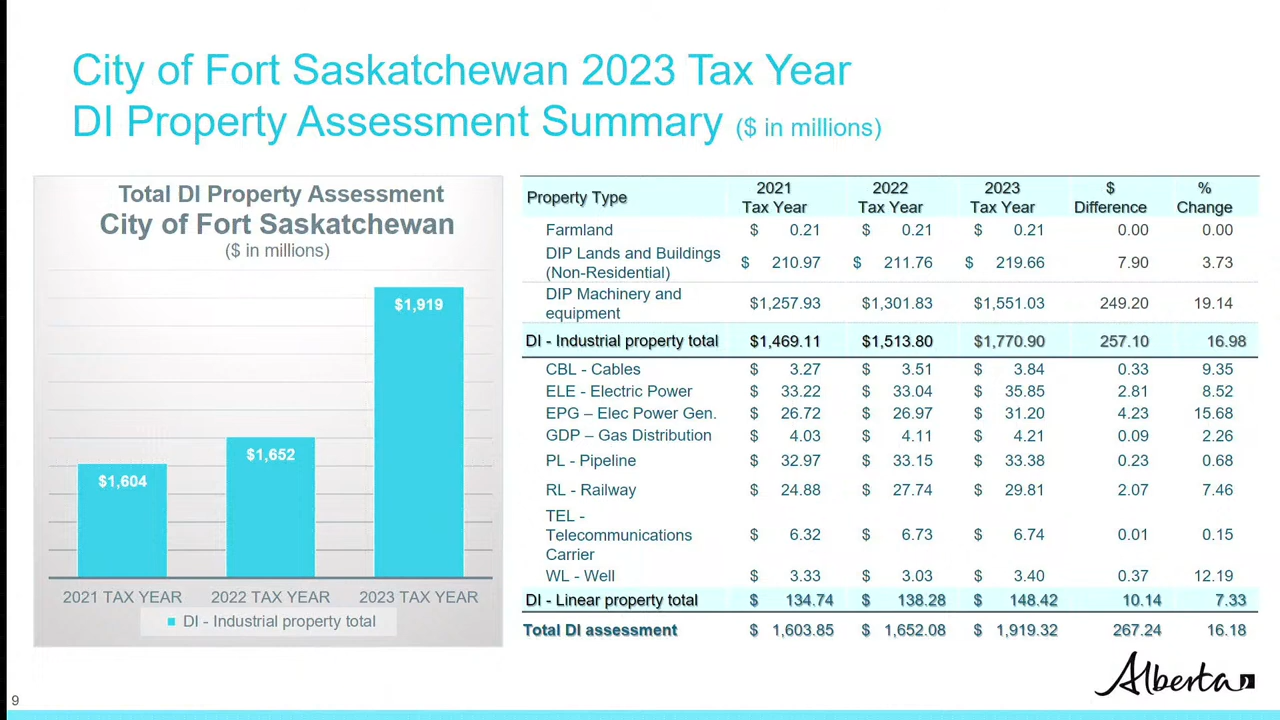 City of Fort Saskatchewan 2023 Tax Year
DI Property Assessment Summary ($ in millions)
Total DI Property Assessment
City of Fort Saskatchewan
($ in millions)
$1,604
$1,652
$1,919
2021 TAX YEAR 2022 TAX YEAR 2023 TAX YEAR
DI - Industrial property total
Property Type 2021 Tax Year 2022 Tax Year 2023 Tax Year $ Difference % Change
Farmland $ 0.21 $ 0.21 $ 0.21 0.00 0.00
DIP Lands and Buildings
(Non-Residential) $ 210.97 $ 211.76 $ 219.66 7.90 3.73
DIP Machinery and
equipment $1,257.93 $1,301.83 $1,551.03 249.20 19.14
DI - Industrial property total $1,469.11 $1,513.80 $1,770.90 257.10 16.98
CBL - Cables $ 3.27 $ 3.51 $ 3.84 0.33 9.35
ELE - Electric Power $ 33.22 $ 33.04 $ 35.85 2.81 8.52
EPG – Elec Power Gen. $ 26.72 $ 26.97 $ 31.20 4.23 15.68
GDP – Gas Distribution $ 4.03 $ 4.11 $ 4.21 0.09 2.26
PL - Pipeline $ 32.97 $ 33.15 $ 33.38 0.23 0.68
RL - Railway $ 24.88 $ 27.74 $ 29.81 2.07 7.46
TEL -
Telecommunications $ 6.32 $ 6.73 $ 6.74 0.01 0.15
Carrier
WL - Well $ 3.33 $ 3.03 $ 3.40 0.37 12.19
DI - Linear property total $ 134.74 $ 138.28 $ 148.42 10.14 7.33
Total DI assessment $ 1,603.85 $ 1,652.08 $ 1,919.32 267.24 16.18
Alberta
9